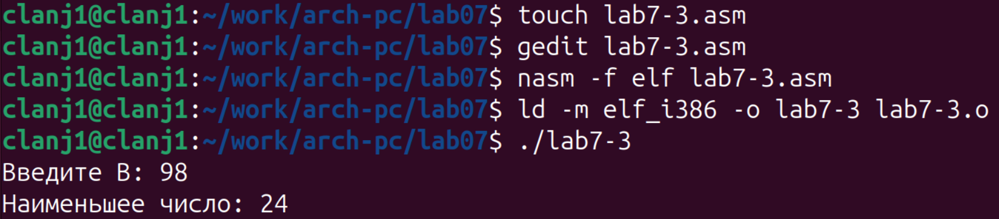 clanj1@clanj1:~/work/arch-pc/lab07$ touch lab7-3.asm
clanj1@clanj1:~/work/arch-pc/lab07$ gedit lab7-3.asm
clanj1@clanj1:~/work/arch-pc/lab07$ nasm -f elf lab7-3.asm
clanj1@clanj1:~/work/arch-pc/lab07$ ld -m elf_i386 -o lab7-3 lab7-3.o
clanj1@clanj1:~/work/arch-pc/lab07$ ./lab7-3
Введите B: 98
Наименьшее число: 24